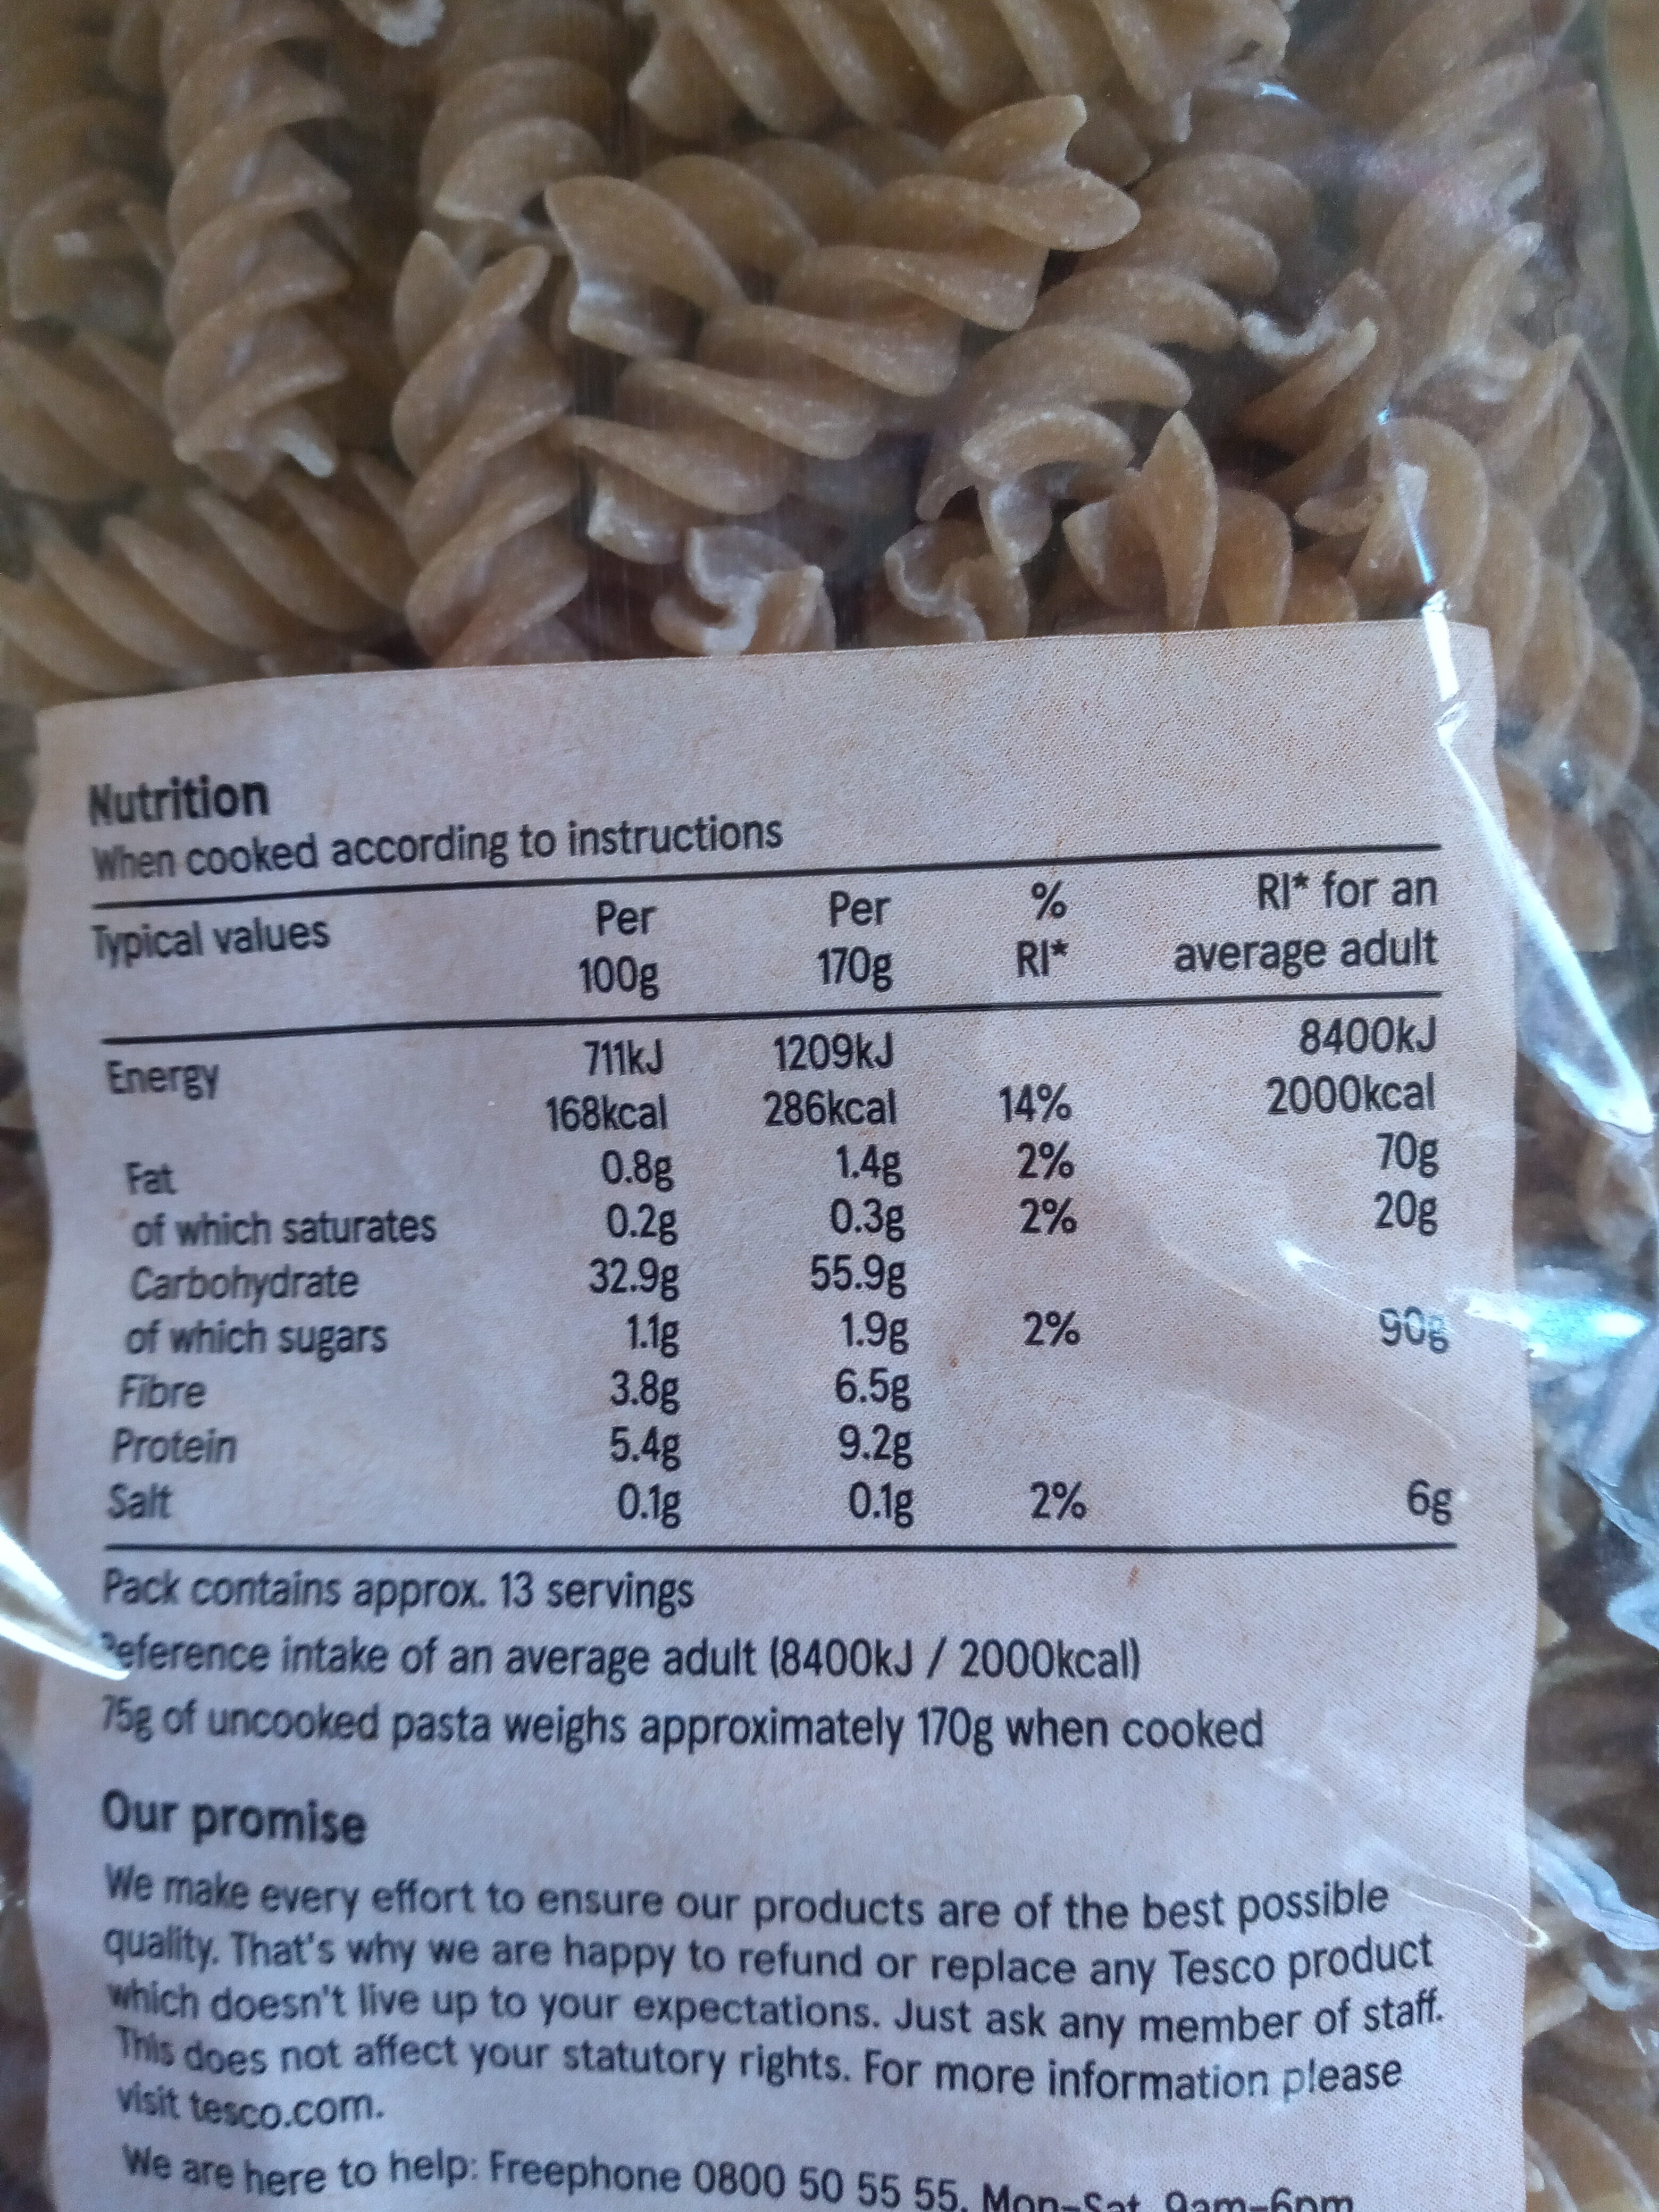 Nutrition
When cooked according to instructions
Typical values Per 100g Per 170g % RI* RI* for an average adult
Energy 711kJ 1209kJ 8400kJ
168kcal 286kcal 14% 2000kcal
Fat 0.8g 1.4g 2% 70g
of which saturates 0.2g 0.3g 2% 20g
Carbohydrate 32.9g 55.9g
of which sugars 1.1g 1.9g 2% 90g
Fibre 3.8g 6.5g
Protein 5.4g 9.2g
Salt 0.1g 0.1g 2% 6g
Pack contains approx. 13 servings
Reference intake of an average adult (8400kJ / 2000kcal)
75g of uncooked pasta weighs approximately 170g when cooked
Our promise
We make every effort to ensure our products are of the best possible
quality. That's why we are happy to refund or replace any Tesco product
which doesn't live up to your expectations. Just ask any member of staff.
This does not affect your statutory rights. For more information please
visit tesco.com.
We are here to help: Freephone 0800 50 55 55, Mon-Sat 9am-6pm